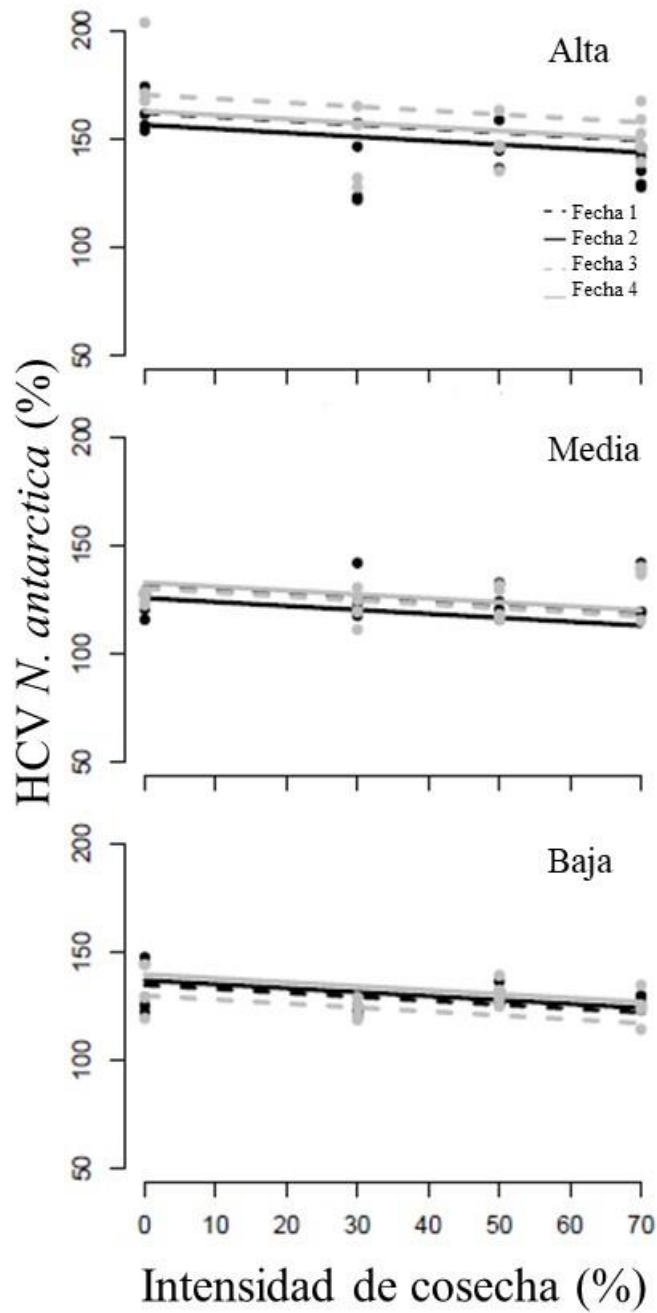 HCV N. antarctica (%)
200
150
100
50
Alta
Fecha 1
Fecha 2
Fecha 3
Fecha 4
200
150
100
50
Media
200
150
100
50
Baja
0 10 20 30 40 50 60 70
Intensidad de cosecha (%)